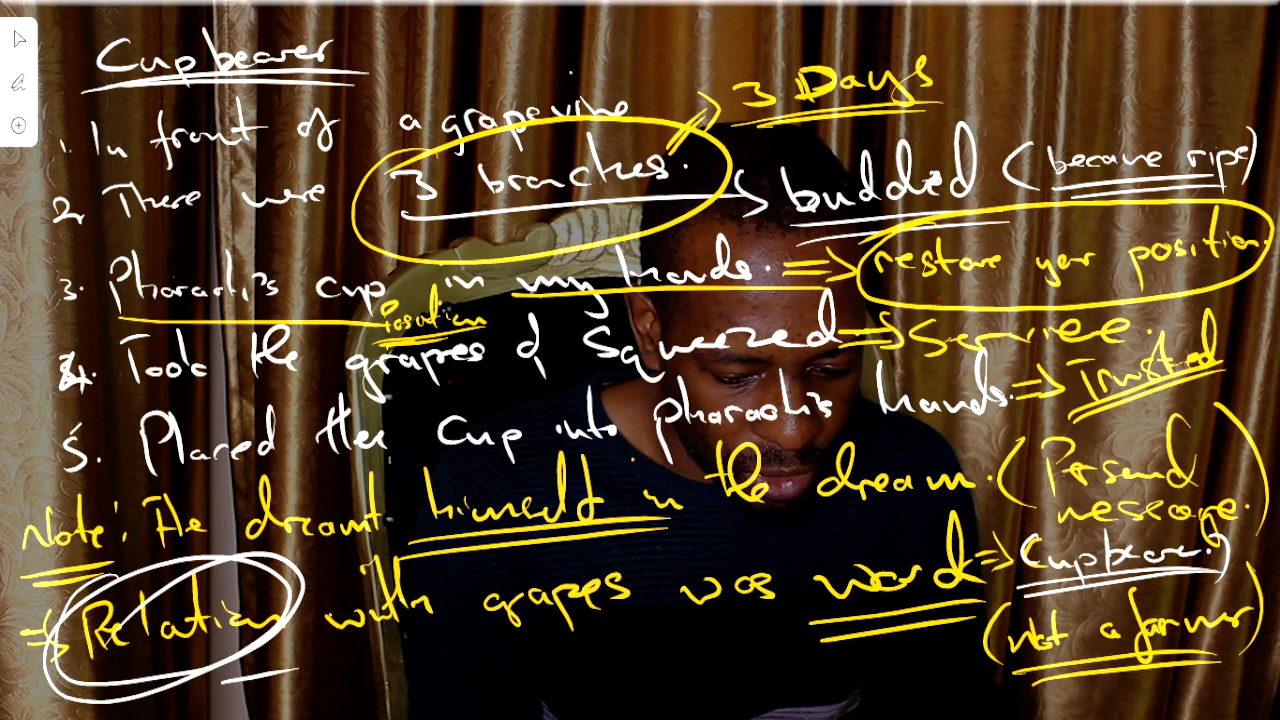 Cupbearer
1. In front of a grapevine
=> 3 Days
2. There were 3 branches. → budded (became ripe)
3. Pharaoh's cup in my hands. => restore your position.
Position
4. Took the grapes & Squeezed => Service.
5. Placed the Cup into pharaoh's hands. => Trusted
Note: He dreamt himself in the dream. (Personal message.)
=> Relation with grapes was work => Cupbearer
(not a farmer)